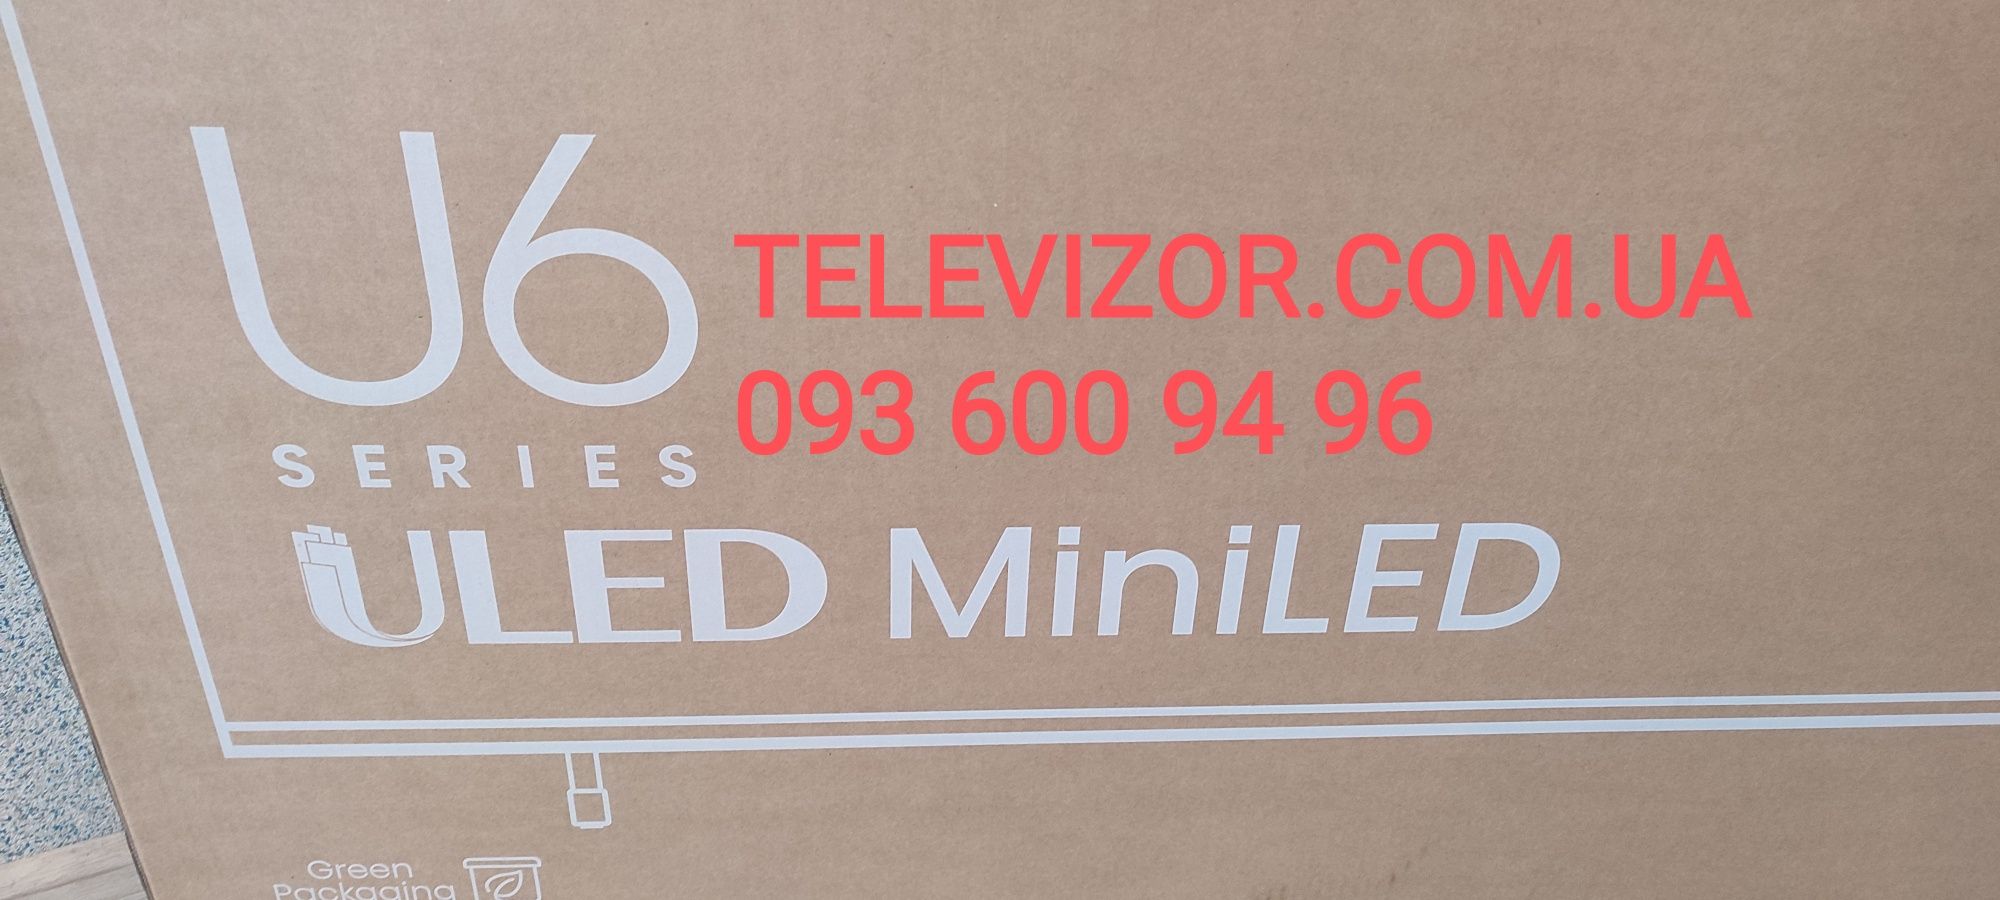 U6
TELEVIZOR.COM.UA
093 600 94 96
SERIES
ULED MiniLED
Green
Packaging